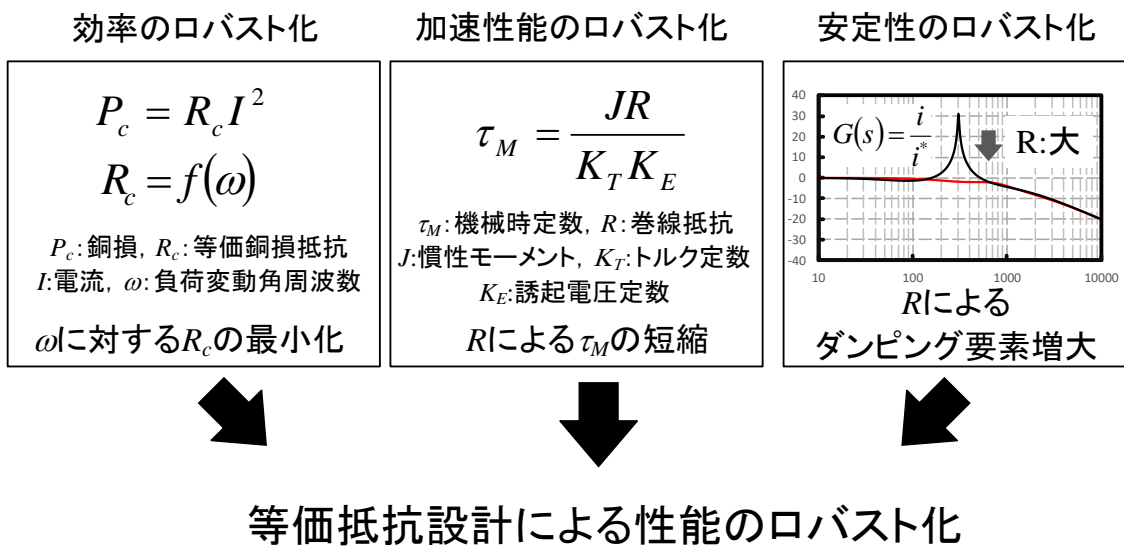 効率のロバスト化
P_c = R_c I^2
R_c = f(ω)
P_c:銅損, R_c:等価銅損抵抗
I:電流, ω:負荷変動角周波数
ωに対するR_cの最小化
加速性能のロバスト化
τ_M = JR / K_T K_E
τ_M:機械時定数, R:巻線抵抗
J:慣性モーメント, K_T:トルク定数
K_E:誘起電圧定数
Rによるτ_Mの短縮
安定性のロバスト化
40
30
20
10
0
-10
-20
-30
-40
G(s) = i / i*
R:大
10 100 1000 10000
Rによる
ダンピング要素増大
等価抵抗設計による性能のロバスト化